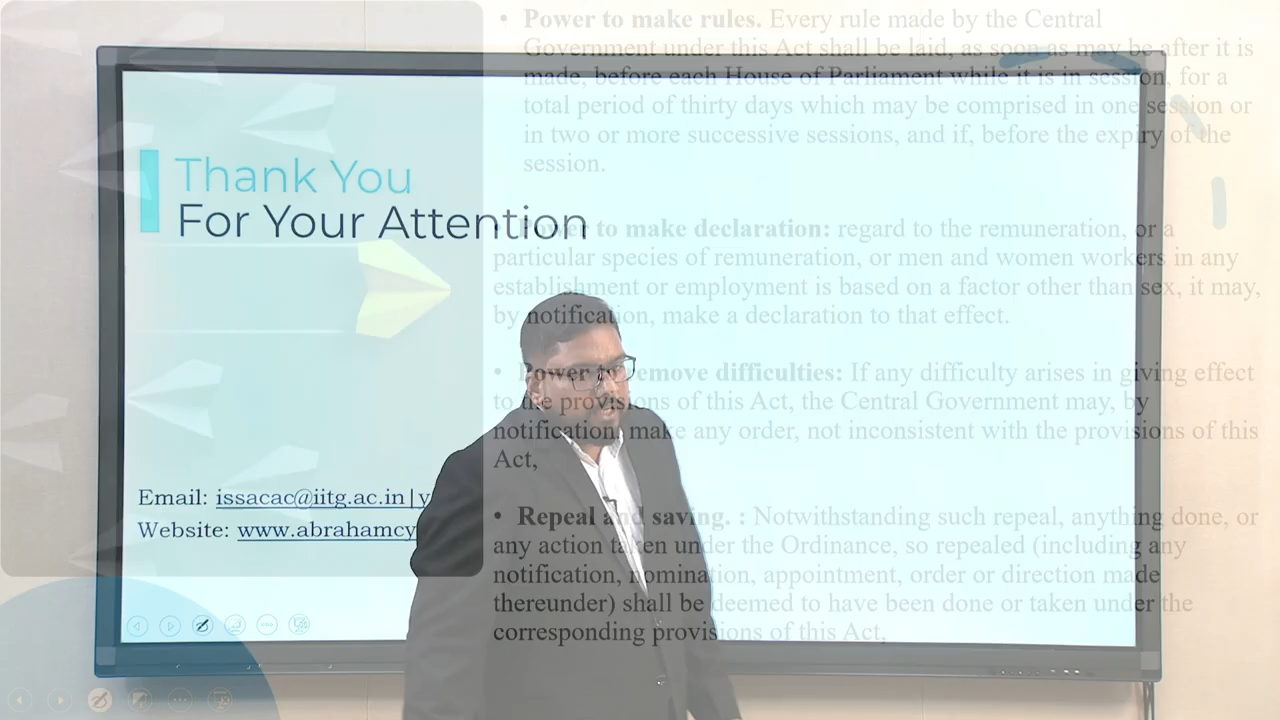 • Power to make rules. Every rule made by the Central
Government under this Act shall be laid, as soon as may be after it is
made, before each House of Parliament while it is in session, for a
total period of thirty days which may be comprised in one session or
in two or more successive sessions, and if, before the expiry of the
session.
Thank You
For Your Attention
• Power to make declaration: regard to the remuneration, or a
particular species of remuneration, or men and women workers in any
establishment or employment is based on a factor other than sex, it may,
by notification, make a declaration to that effect.
• Power to remove difficulties: If any difficulty arises in giving effect
to the provisions of this Act, the Central Government may, by
notification, make any order, not inconsistent with the provisions of this
Act,
Email: issacac@iitg.ac.in|y
Website: www.abrahamcy
• Repeal and saving. : Notwithstanding such repeal, anything done, or
any action taken under the Ordinance, so repealed (including any
notification, nomination, appointment, order or direction made
thereunder) shall be deemed to have been done or taken under the
corresponding provisions of this Act,